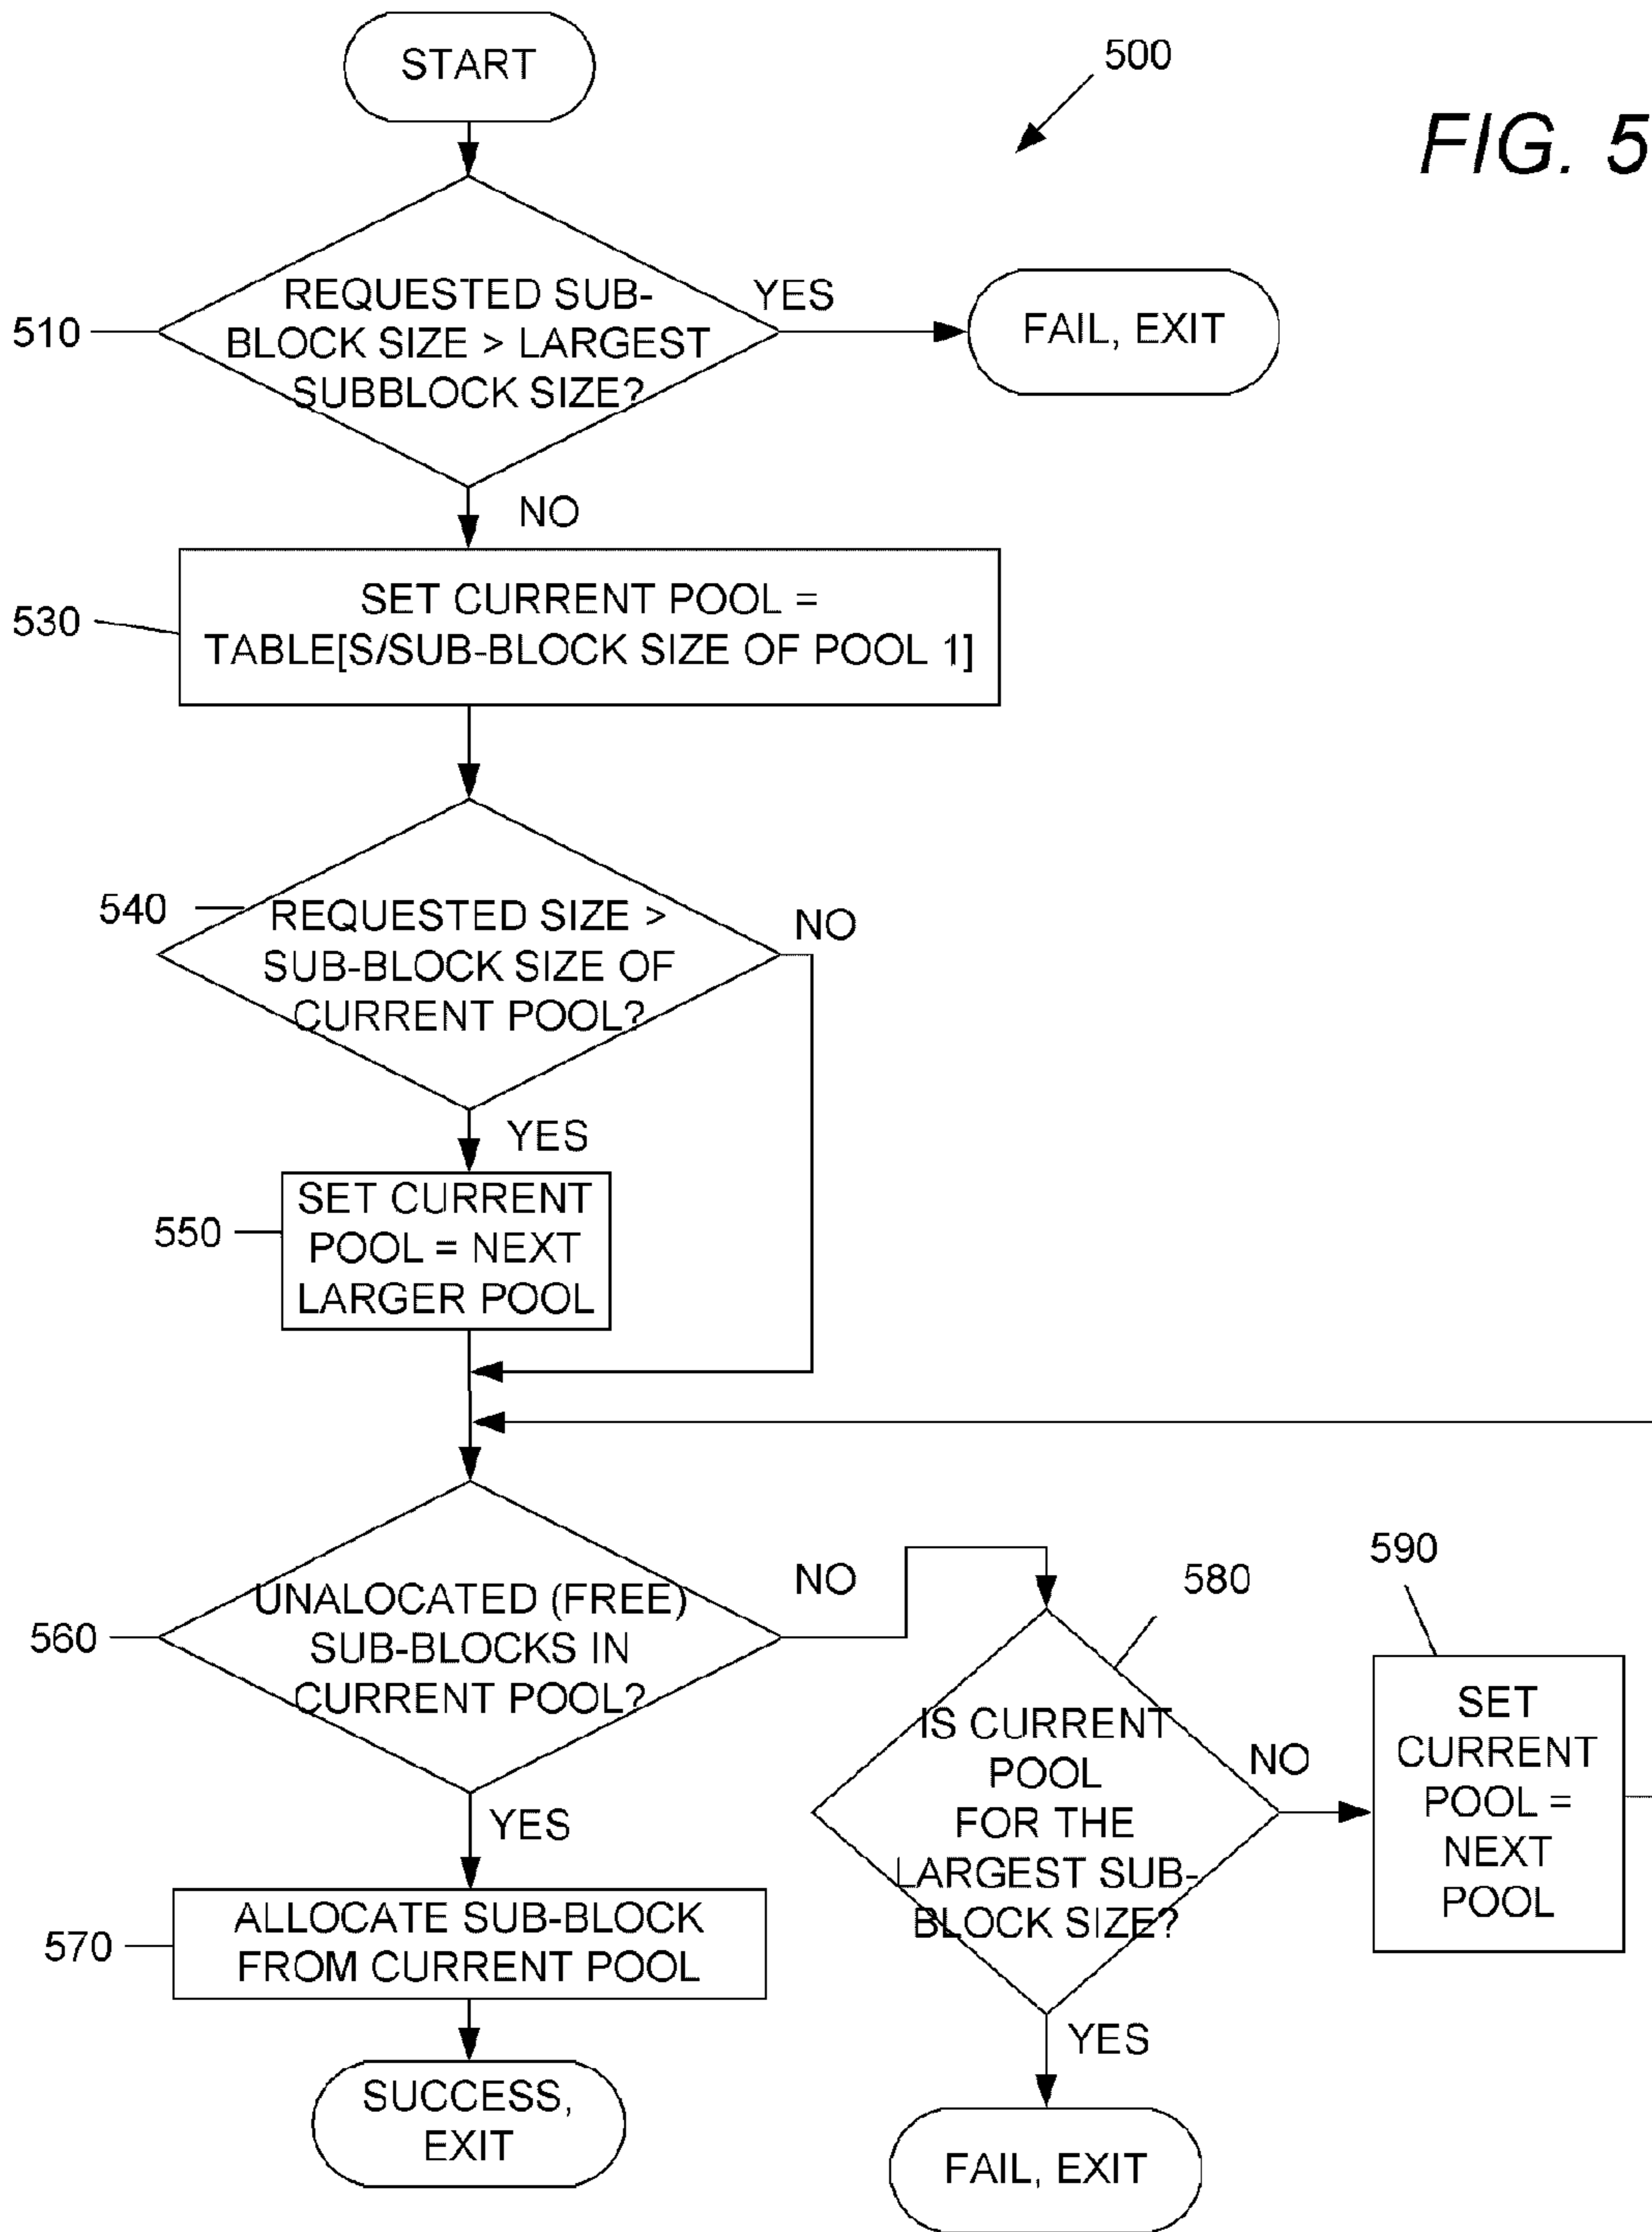 START
500
FIG. 5
510
REQUESTED SUB-
BLOCK SIZE > LARGEST
SUBBLOCK SIZE?
YES
FAIL, EXIT
NO
530
SET CURRENT POOL =
TABLE[S/SUB-BLOCK SIZE OF POOL 1]
540
REQUESTED SIZE >
SUB-BLOCK SIZE OF
CURRENT POOL?
NO
YES
550
SET CURRENT
POOL = NEXT
LARGER POOL
560
UNALOCATED (FREE)
SUB-BLOCKS IN
CURRENT POOL?
NO
580
590
YES
IS CURRENT
POOL
FOR THE
LARGEST SUB-
BLOCK SIZE?
NO
SET
CURRENT
POOL =
NEXT
POOL
570
ALLOCATE SUB-BLOCK
FROM CURRENT POOL
YES
SUCCESS,
EXIT
FAIL, EXIT